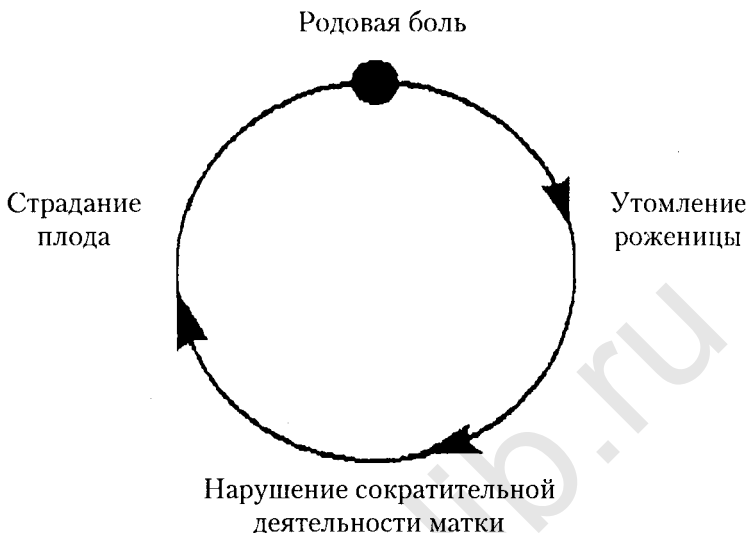 Родовая боль
Страдание
плода
Утомление
роженицы
Нарушение сократительной
деятельности матки
lib.ru